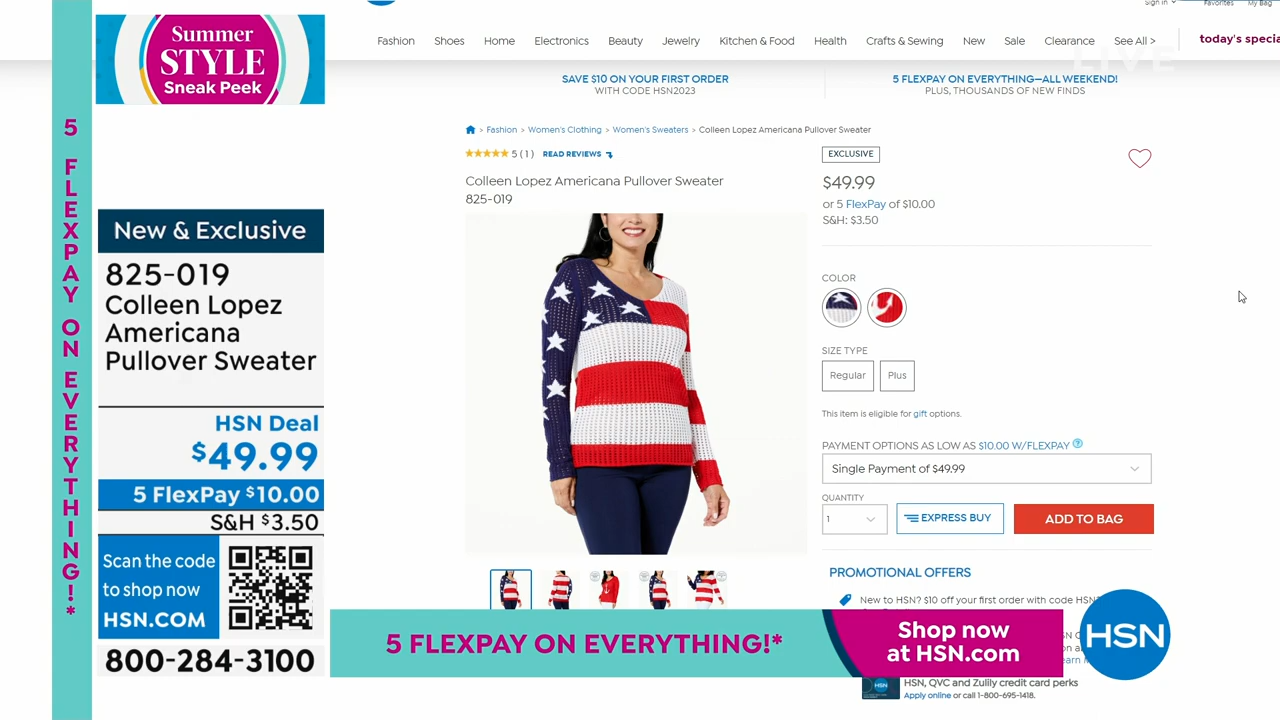 Summer
STYLE
Sneak Peek
5 FLEXPAY ON EVERYTHING!*
New & Exclusive
825-019
Colleen Lopez
Americana
Pullover Sweater
HSN Deal
$49.99
5 FlexPay $10.00
S&H $3.50
Scan the code
to shop now
HSN.COM
800-284-3100
Sign in
Favorites
My Bag
Fashion Shoes Home Electronics Beauty Jewelry Kitchen & Food Health Crafts & Sewing New Sale Clearance See All >
today's specia
LIVE
SAVE $10 ON YOUR FIRST ORDER
WITH CODE HSN2023
5 FLEXPAY ON EVERYTHING—ALL WEEKEND!
PLUS, THOUSANDS OF NEW FINDS
> Fashion > Women's Clothing > Women's Sweaters > Colleen Lopez Americana Pullover Sweater
5 ( 1 ) READ REVIEWS
Colleen Lopez Americana Pullover Sweater
825-019
EXCLUSIVE
$49.99
or 5 FlexPay of $10.00
S&H: $3.50
COLOR
SIZE TYPE
Regular Plus
This item is eligible for gift options.
PAYMENT OPTIONS AS LOW AS $10.00 W/FLEXPAY ?
Single Payment of $49.99
QUANTITY
1
EXPRESS BUY
ADD TO BAG
PROMOTIONAL OFFERS
New to HSN? $10 off your first order with code HSN
HSN, QVC and Zulily credit card perks
Apply online or call 1-800-695-1418.
5 FLEXPAY ON EVERYTHING!*
Shop now
at HSN.com
HSN